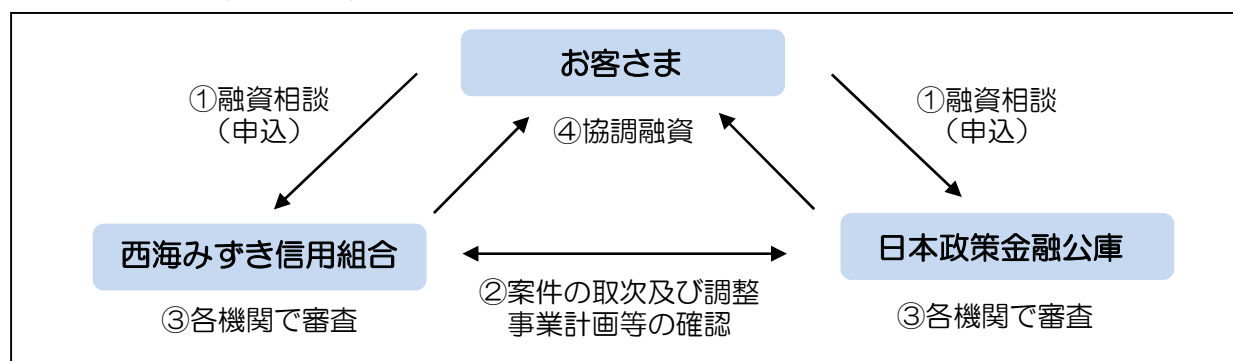 お客さま
①融資相談
（申込）
①融資相談
（申込）
④協調融資
西海みずき信用組合
日本政策金融公庫
②案件の取次及び調整
事業計画等の確認
③各機関で審査
③各機関で審査